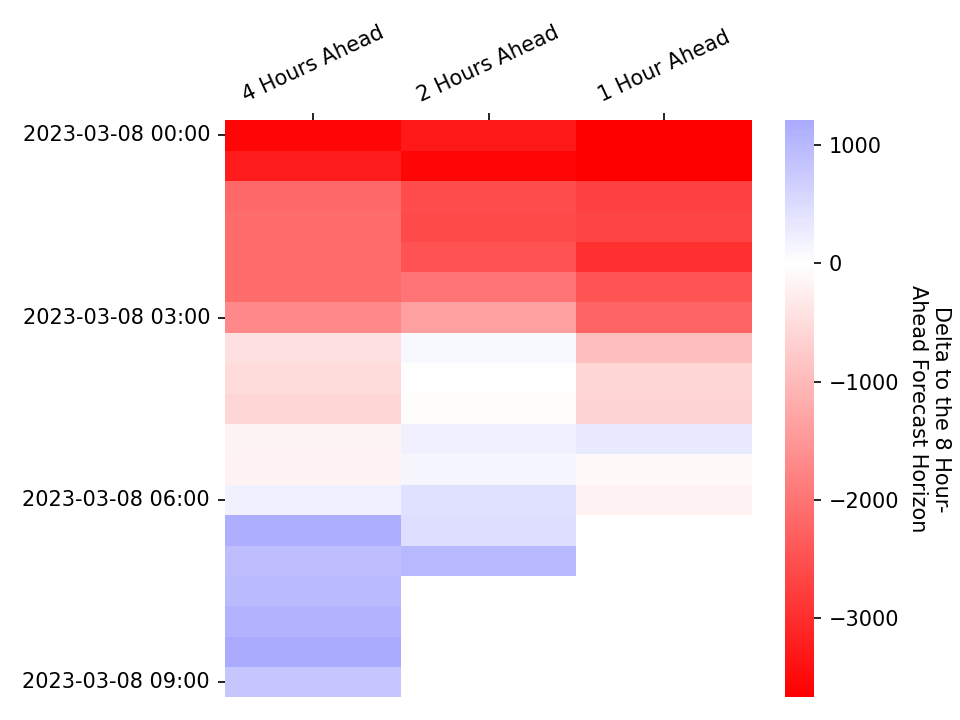 4 Hours Ahead
2 Hours Ahead
1 Hour Ahead
2023-03-08 00:00
2023-03-08 03:00
2023-03-08 06:00
2023-03-08 09:00
1000
0
−1000
−2000
−3000
Delta to the 8 Hour-
Ahead Forecast Horizon